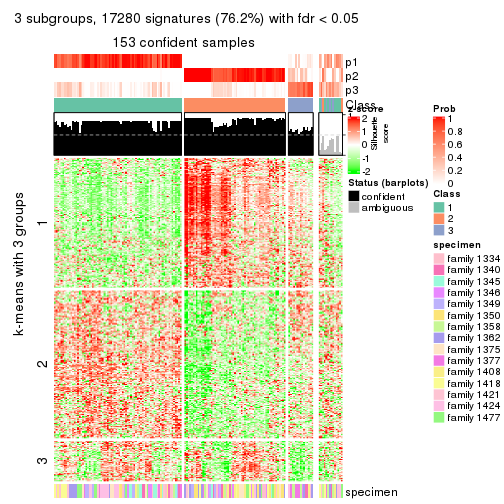 3 subgroups, 17280 signatures (76.2%) with fdr < 0.05
153 confident samples
p1
p2
p3
Class
z-score
2
1
0
-1
-2
Silhouette
score
Status (barplots)
confident
ambiguous
Prob
1
0.8
0.6
0.4
0.2
0
Class
1
2
3
specimen
family 1334
family 1340
family 1345
family 1346
family 1349
family 1350
family 1358
family 1362
family 1375
family 1377
family 1408
family 1418
family 1421
family 1424
family 1477
k-means with 3 groups
1
2
3
specimen